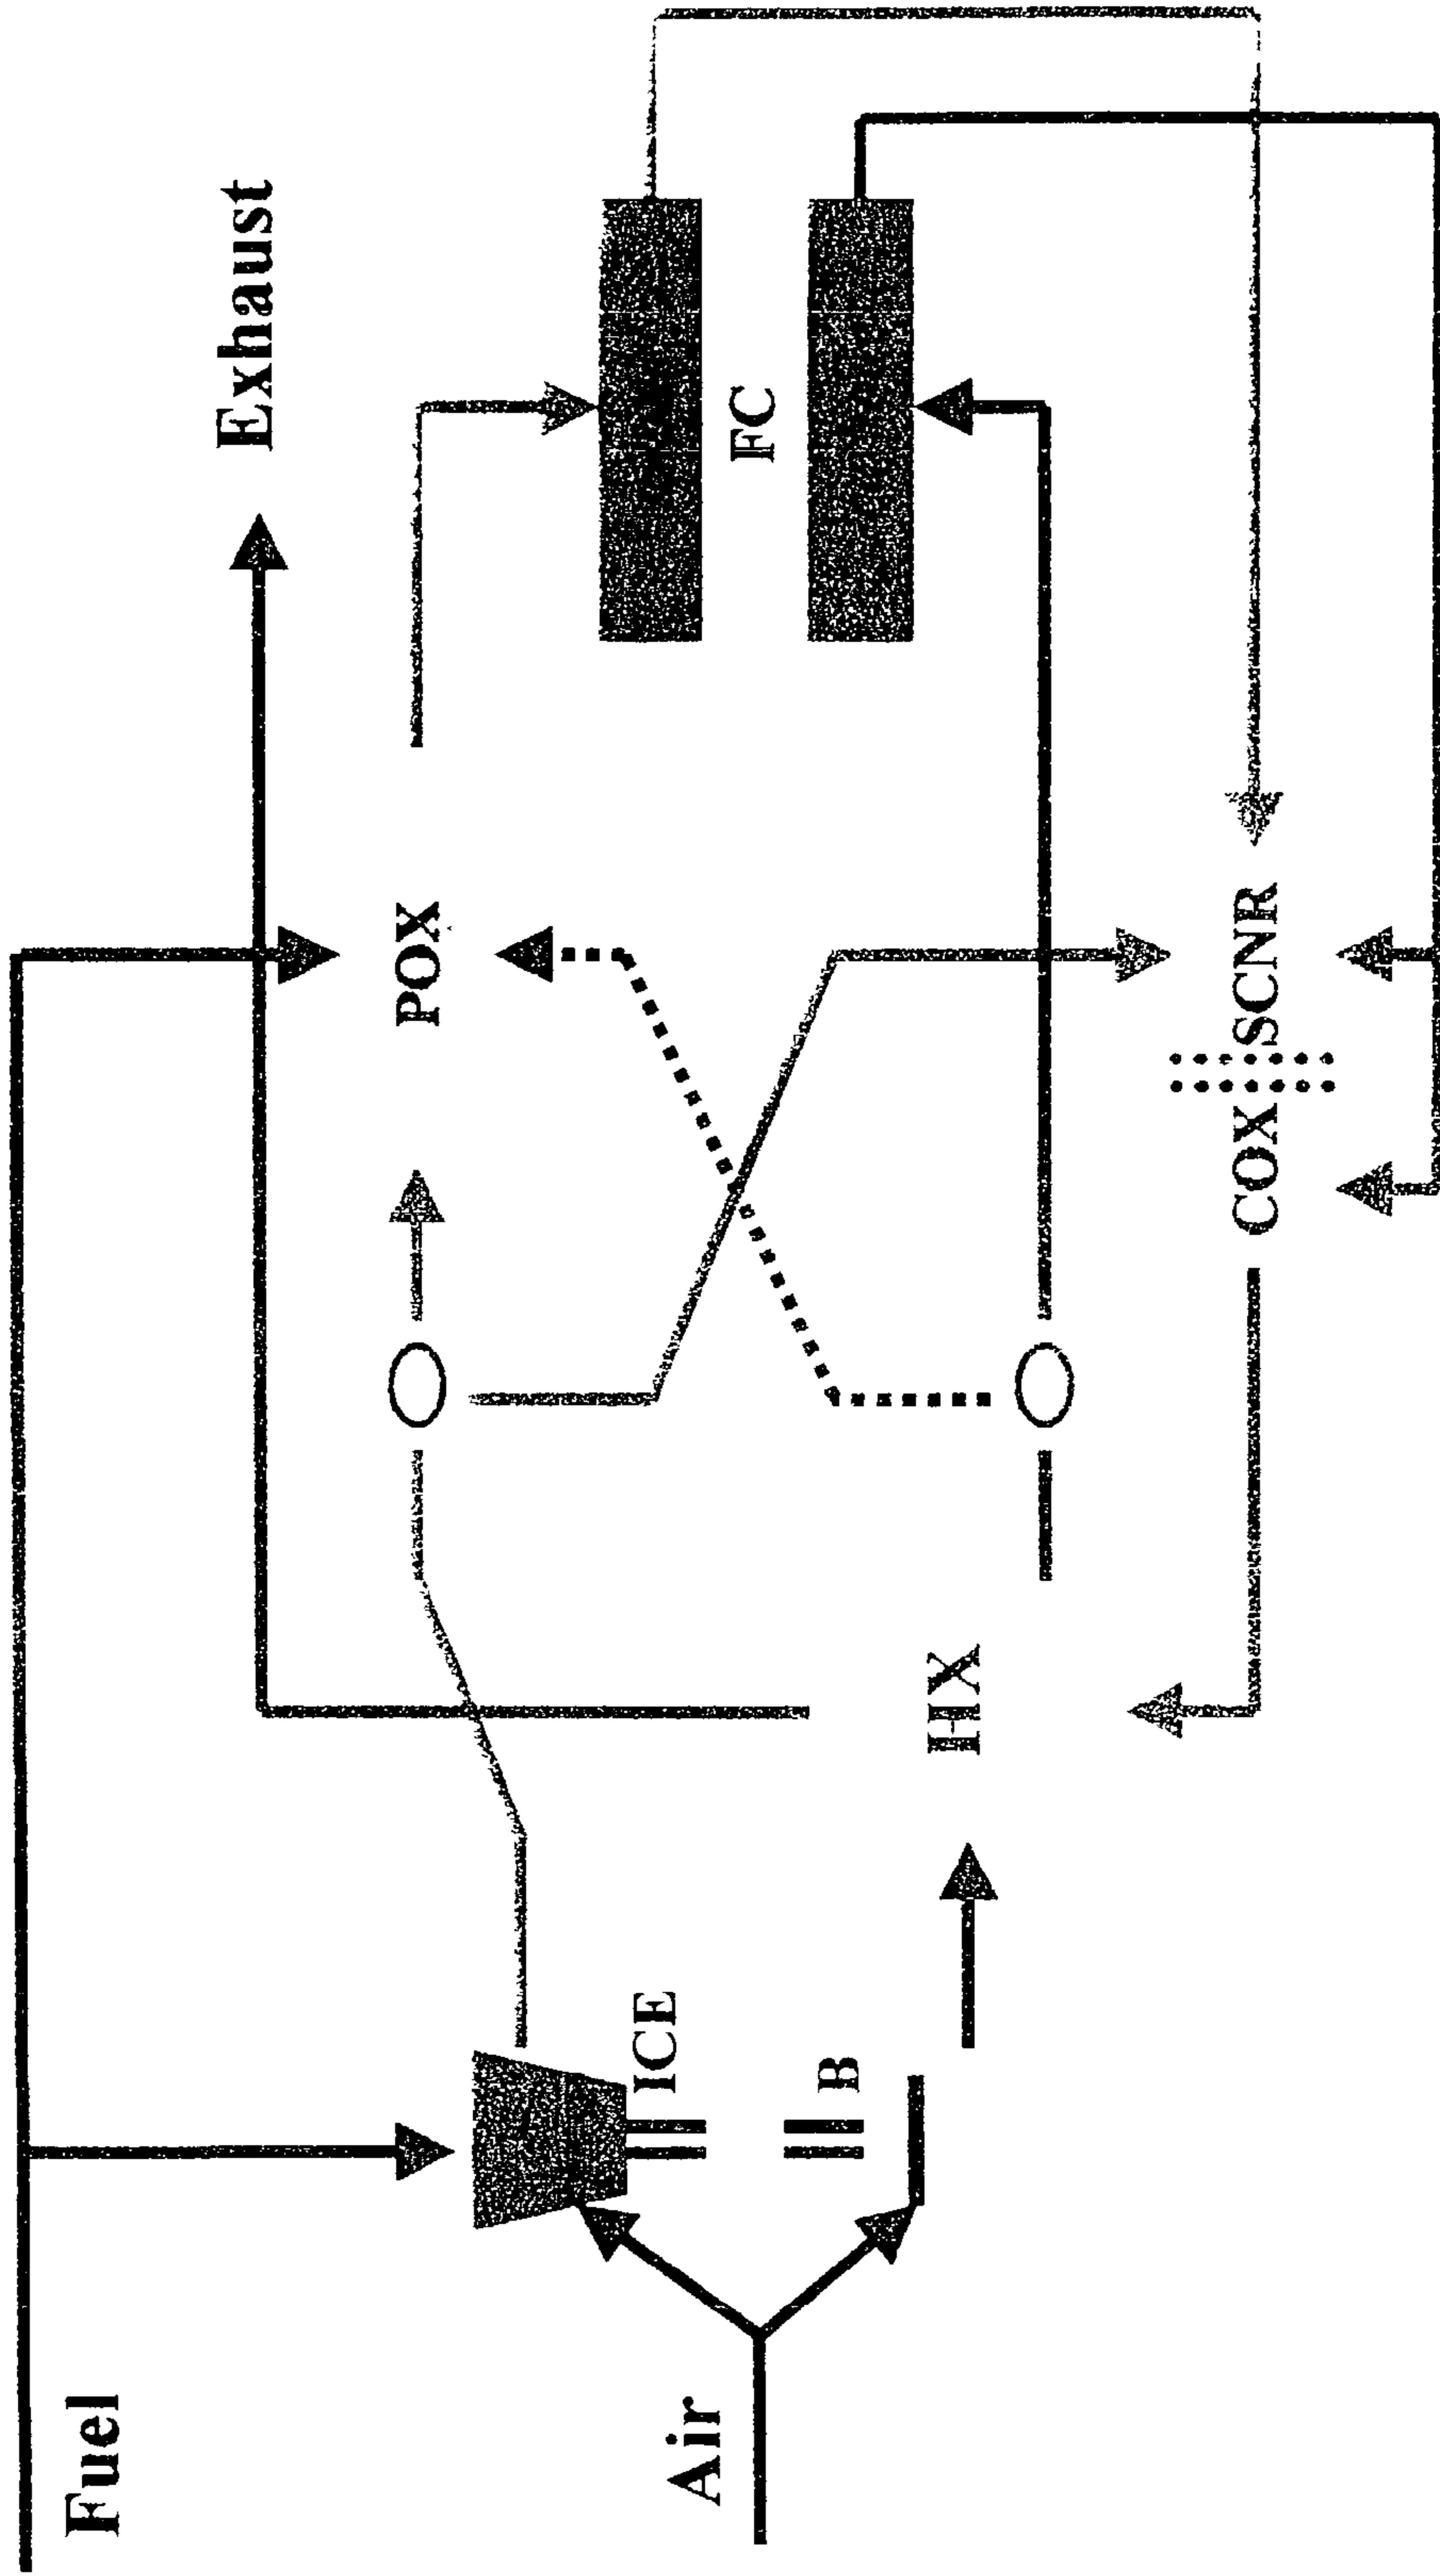 Fuel
Exhaust
POX
ICE
FC
Air
B
HX
COX SCNR